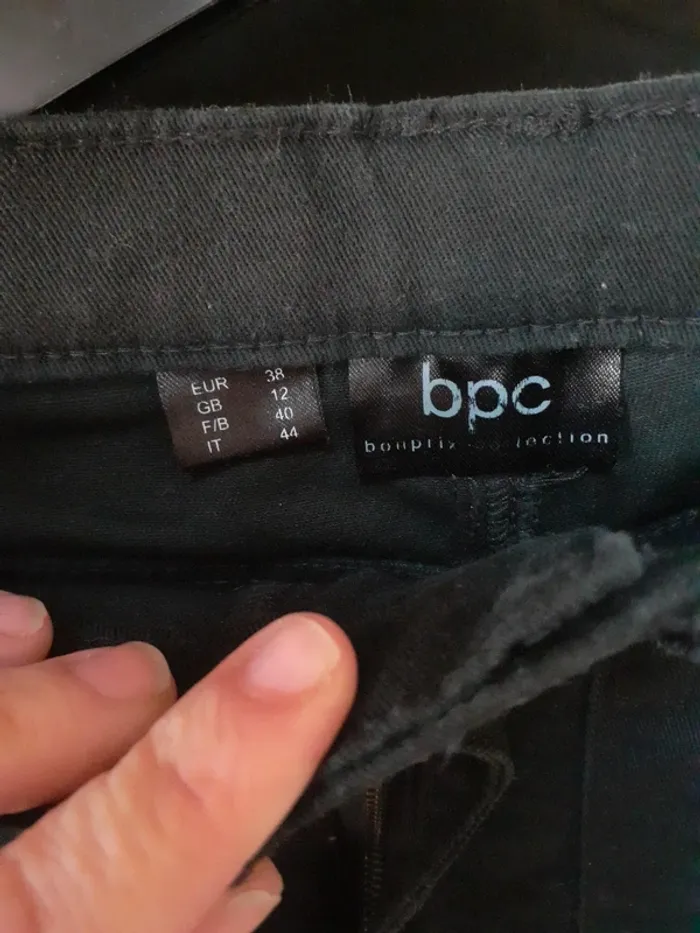 EUR 38
GB 12
F/B 40
IT 44
bpc
bonprix collection